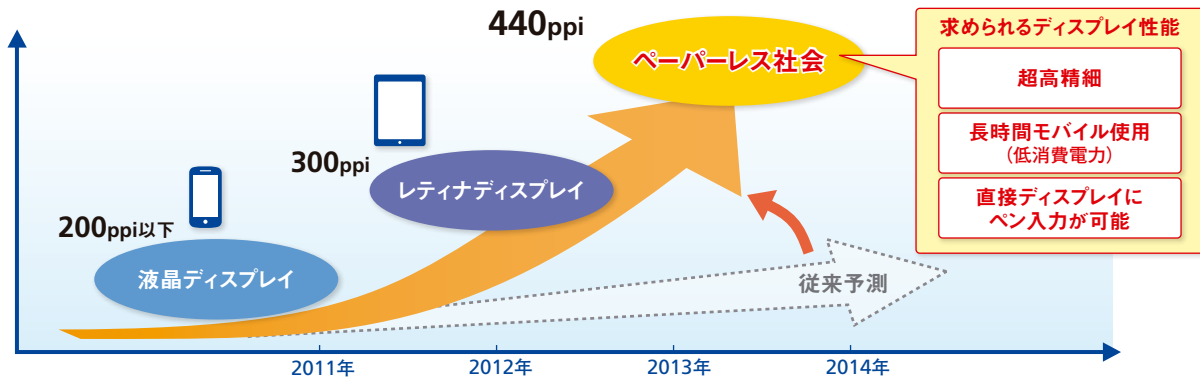 440ppi
ペーパーレス社会
求められるディスプレイ性能
超高精細
長時間モバイル使用
(低消費電力)
直接ディスプレイに
ペン入力が可能
300ppi
レティナディスプレイ
200ppi以下
液晶ディスプレイ
従来予測
2011年
2012年
2013年
2014年